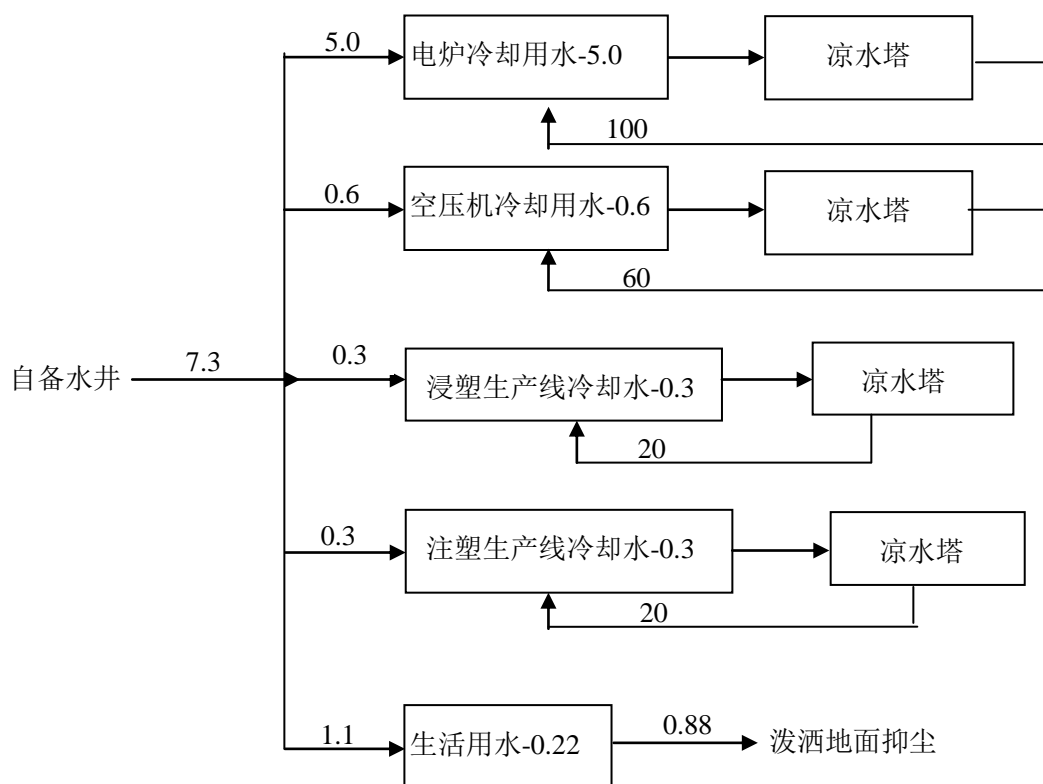 5.0
电炉冷却用水-5.0
凉水塔
100
0.6
空压机冷却用水-0.6
凉水塔
60
自备水井
7.3
0.3
浸塑生产线冷却水-0.3
凉水塔
20
0.3
注塑生产线冷却水-0.3
凉水塔
20
1.1
生活用水-0.22
0.88
泼洒地面抑尘